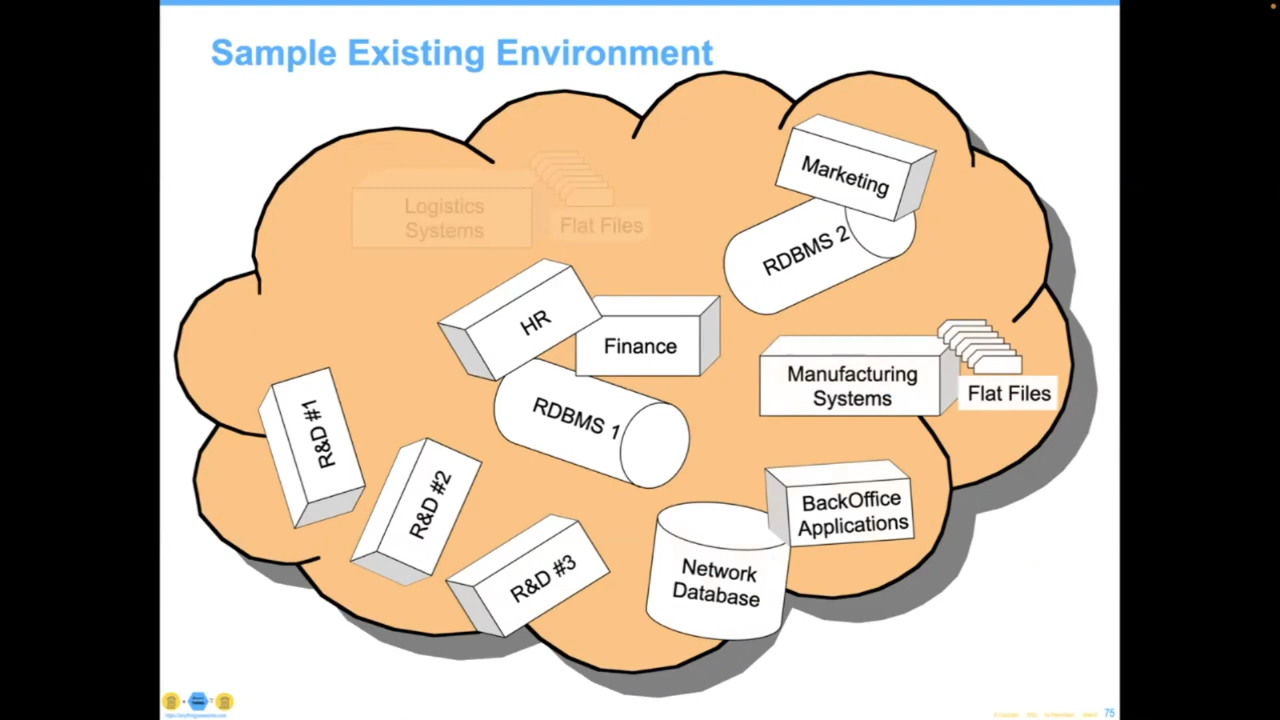 Sample Existing Environment
Marketing
Logistics
Systems
Flat Files
RDBMS 2
HR
Finance
Manufacturing
Systems
Flat Files
R&D #1
RDBMS 1
R&D #2
BackOffice
Applications
R&D #3
Network
Database
75